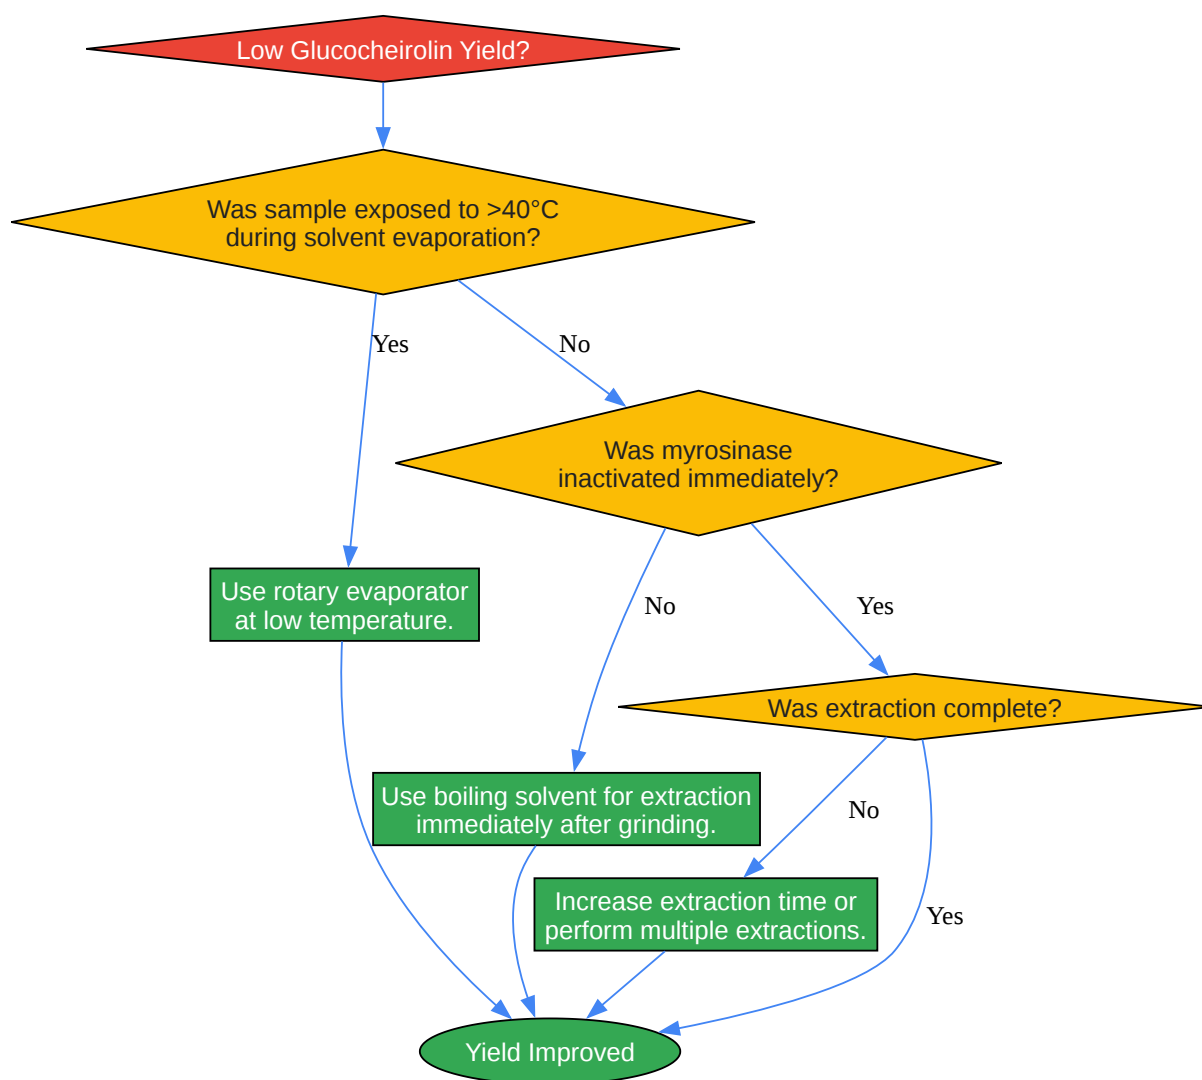 Low Glucocheirolin Yield?
Was sample exposed to >40°C
during solvent evaporation?
Yes
No
Was myrosinase
inactivated immediately?
Use rotary evaporator
at low temperature.
No
Yes
Was extraction complete?
Use boiling solvent for extraction
immediately after grinding.
No
Increase extraction time or
perform multiple extractions.
Yes
Yield Improved